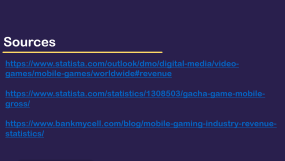 Sources
https://www.statista.com/outlook/dmo/digital-media/video-
games/mobile-games/worldwide#revenue
https://www.statista.com/statistics/1308503/gacha-game-mobile-
gross/
https://www.bankmycell.com/blog/mobile-gaming-industry-revenue-
statistics/